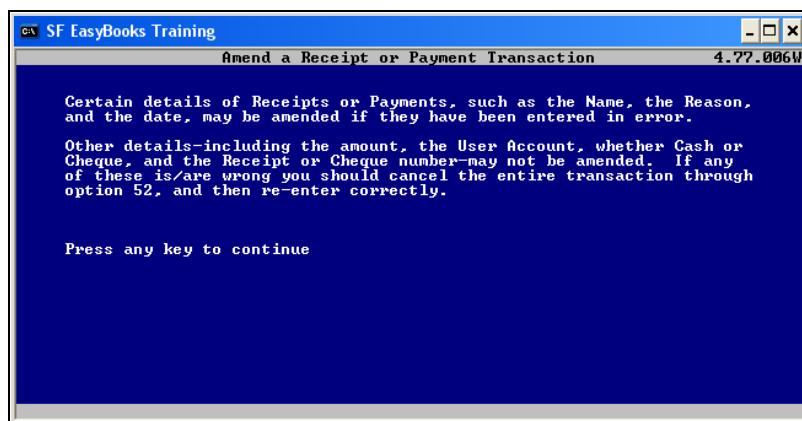 SF EasyBooks Training
Amend a Receipt or Payment Transaction 4.77.006W
Certain details of Receipts or Payments, such as the Name, the Reason,
and the date, may be amended if they have been entered in error.
Other details-including the amount, the User Account, whether Cash or
Cheque, and the Receipt or Cheque number-may not be amended. If any
of these is/are wrong you should cancel the entire transaction through
option 52, and then re-enter correctly.
Press any key to continue